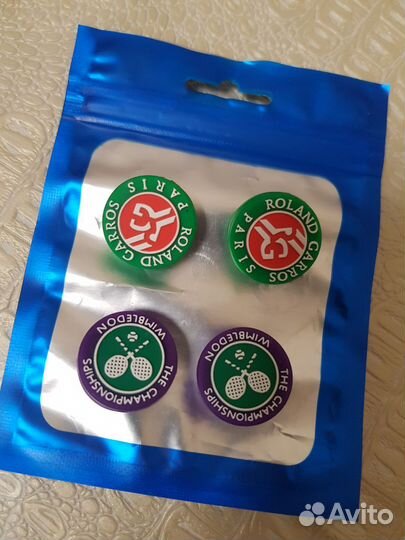 ROLAND GARROS
PARIS
ROLAND GARROS
PARIS
THE CHAMPIONSHIPS
WIMBLEDON
THE CHAMPIONSHIPS
WIMBLEDON
Avito